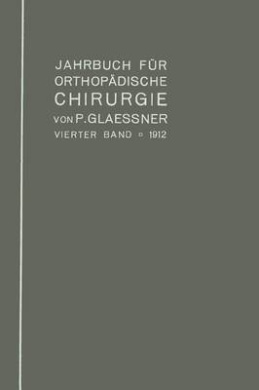 JAHRBUCH FÜR
ORTHOPÄDISCHE
CHIRURGIE
VON P. GLAESSNER
VIERTER BAND = 1912